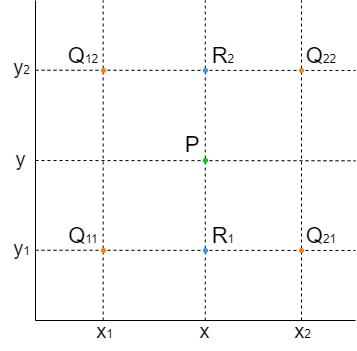 y₂ Q₁₂ R₂ Q₂₂
P
y
y₁ Q₁₁ R₁ Q₂₁
x₁ x x₂